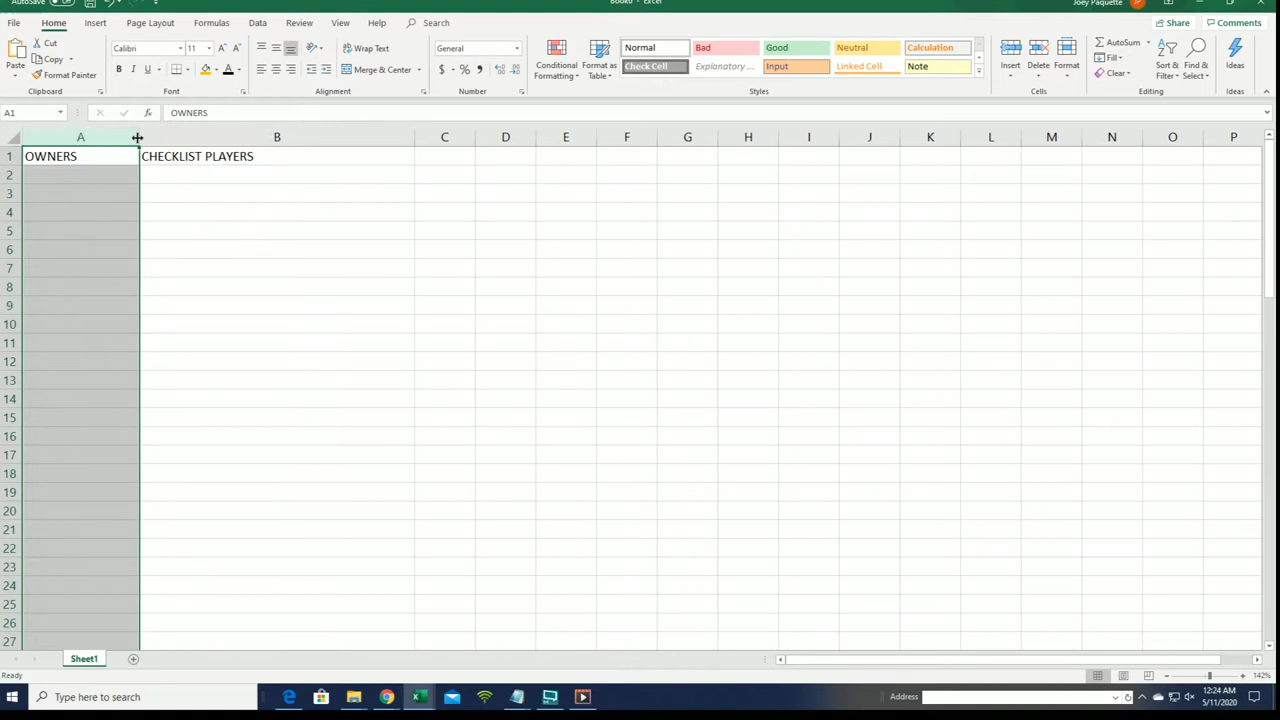 AutoSave Off Book6 - Excel Joey Paquette JP
File Home Insert Page Layout Formulas Data Review View Help Search Share Comments
Paste Cut Copy Format Painter Clipboard
Calibri 11 A A B I U A Font
Wrap Text Merge & Center Alignment
General $ % , Number
Conditional Formatting Format as Table
Normal Bad Good Neutral Calculation
Check Cell Explanatory ... Input Linked Cell Note
Styles
Insert Delete Format Cells
AutoSum Fill Clear Sort & Filter Find & Select Editing
Ideas Ideas
A1 fx OWNERS
A B C D E F G H I J K L M N O P
1 OWNERS CHECKLIST PLAYERS
2
3
4
5
6
7
8
9
10
11
12
13
14
15
16
17
18
19
20
21
22
23
24
25
26
27
Sheet1
Ready 142%
Type here to search Address 12:24 AM
5/11/2020